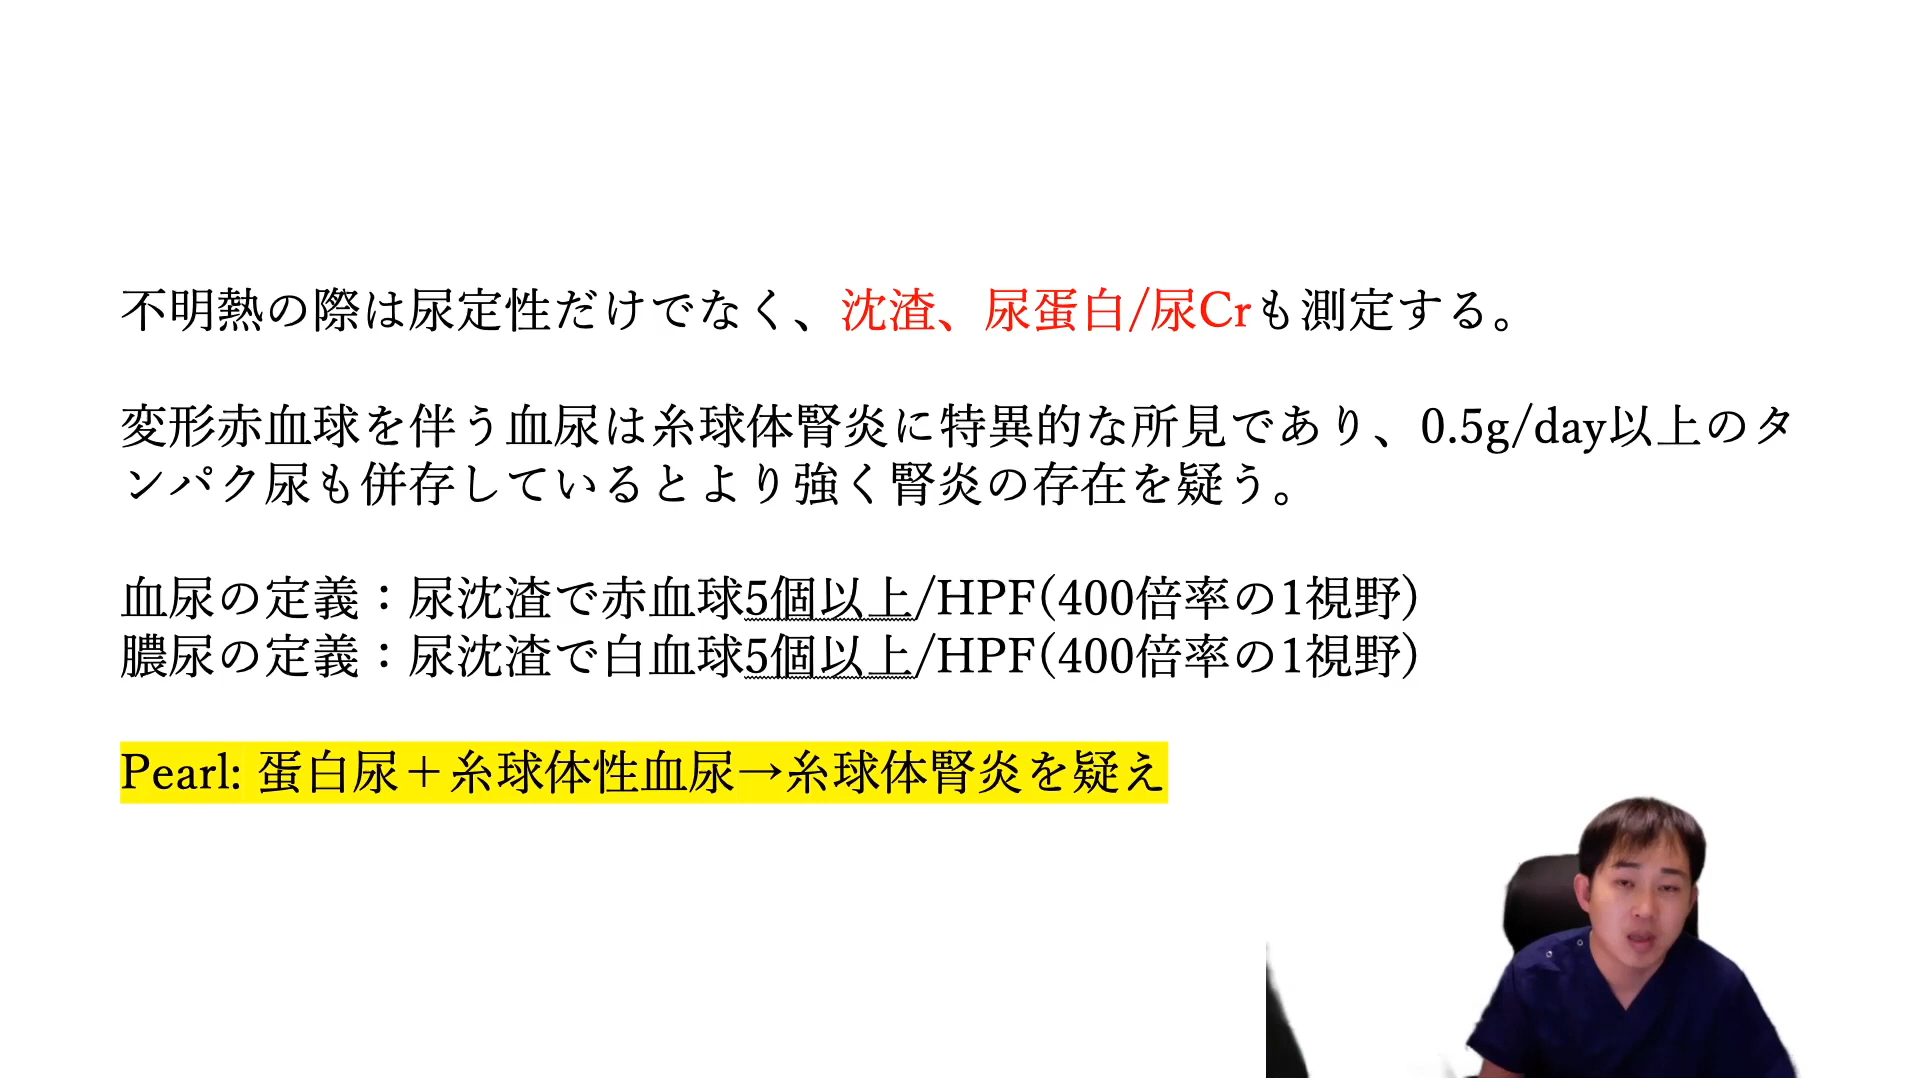 不明熱の際は尿定性だけでなく、沈渣、尿蛋白/尿Crも測定する。
変形赤血球を伴う血尿は糸球体腎炎に特異的な所見であり、0.5g/day以上のタ
ンパク尿も併存しているとより強く腎炎の存在を疑う。
血尿の定義：尿沈渣で赤血球5個以上/HPF(400倍率の1視野)
膿尿の定義：尿沈渣で白血球5個以上/HPF(400倍率の1視野)
Pearl: 蛋白尿＋糸球体性血尿→糸球体腎炎を疑え